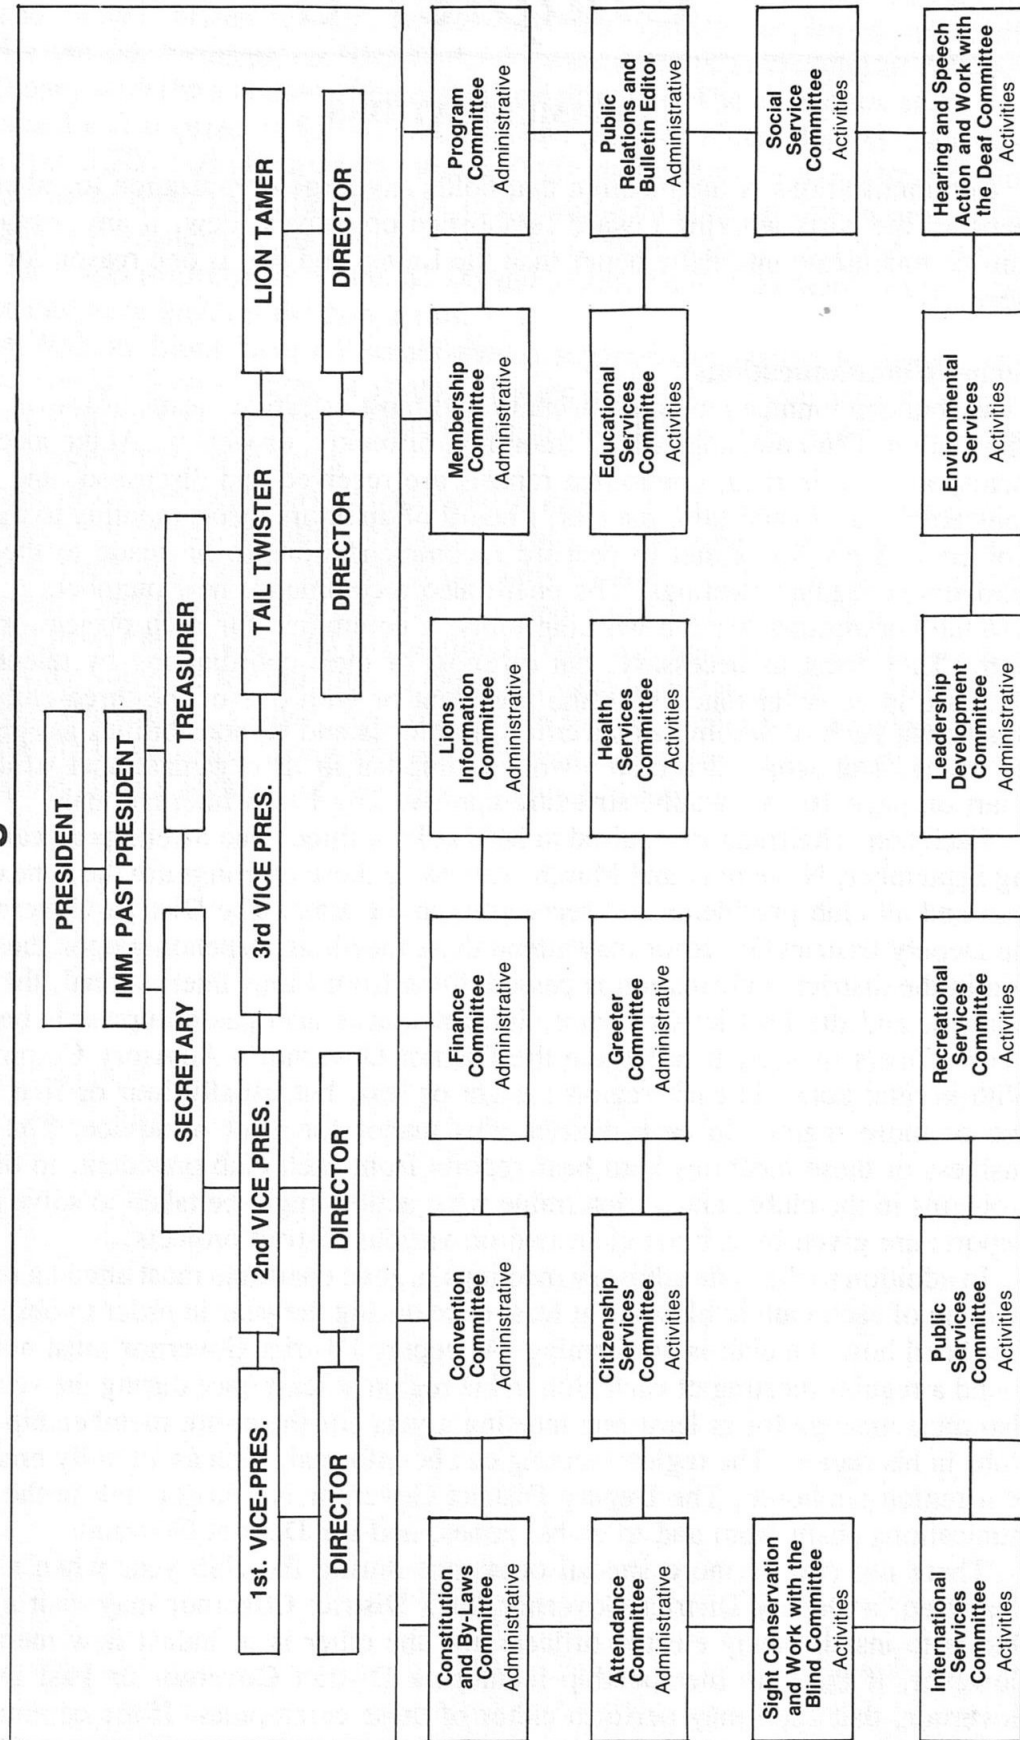 PRESIDENT
IMM. PAST PRESIDENT
SECRETARY
TREASURER
1st. VICE-PRES.
2nd VICE PRES.
3rd VICE PRES.
TAIL TWISTER
LION TAMER
DIRECTOR
DIRECTOR
DIRECTOR
DIRECTOR
Constitution
and By-Laws
Committee
Administrative
Convention
Committee
Administrative
Finance
Committee
Administrative
Lions
Information
Committee
Administrative
Membership
Committee
Administrative
Program
Committee
Administrative
Attendance
Committee
Administrative
Citizenship
Services
Committee
Activities
Greeter
Committee
Administrative
Health
Services
Committee
Activities
Educational
Services
Committee
Activities
Public
Relations and
Bulletin Editor
Administrative
Sight Conservation
and Work with the
Blind Committee
Activities
Social
Service
Committee
Activities
International
Services
Committee
Activities
Public
Services
Committee
Activities
Recreational
Services
Committee
Activities
Leadership
Development
Committee
Administrative
Environmental
Services
Activities
Hearing and Speech
Action and Work with
the Deaf Committee
Activities